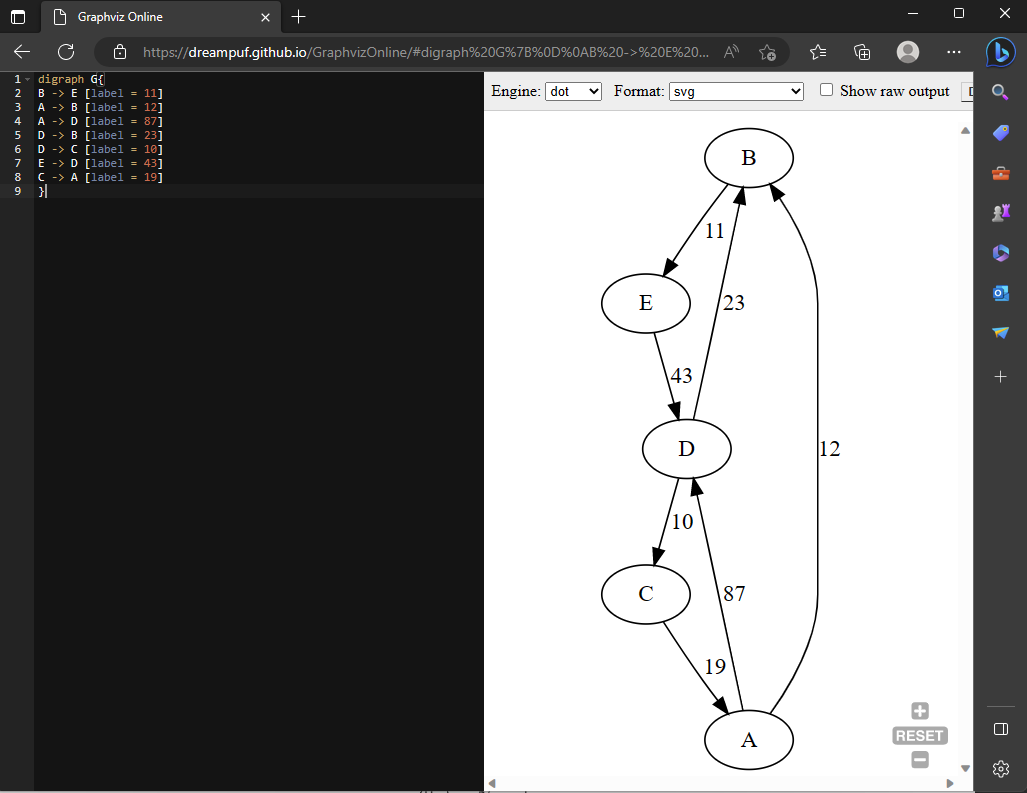 Graphviz Online
https://dreampuf.github.io/GraphvizOnline/#digraph%20G%7B%0D%0AB%20->%20E%20...
1 digraph G{
2 B -> E [label = 11]
3 A -> B [label = 12]
4 A -> D [label = 87]
5 D -> B [label = 23]
6 D -> C [label = 10]
7 E -> D [label = 43]
8 C -> A [label = 19]
9 }
Engine: dot Format: svg Show raw output
B
11
E
23
43
D
12
10
C
87
19
A
RESET